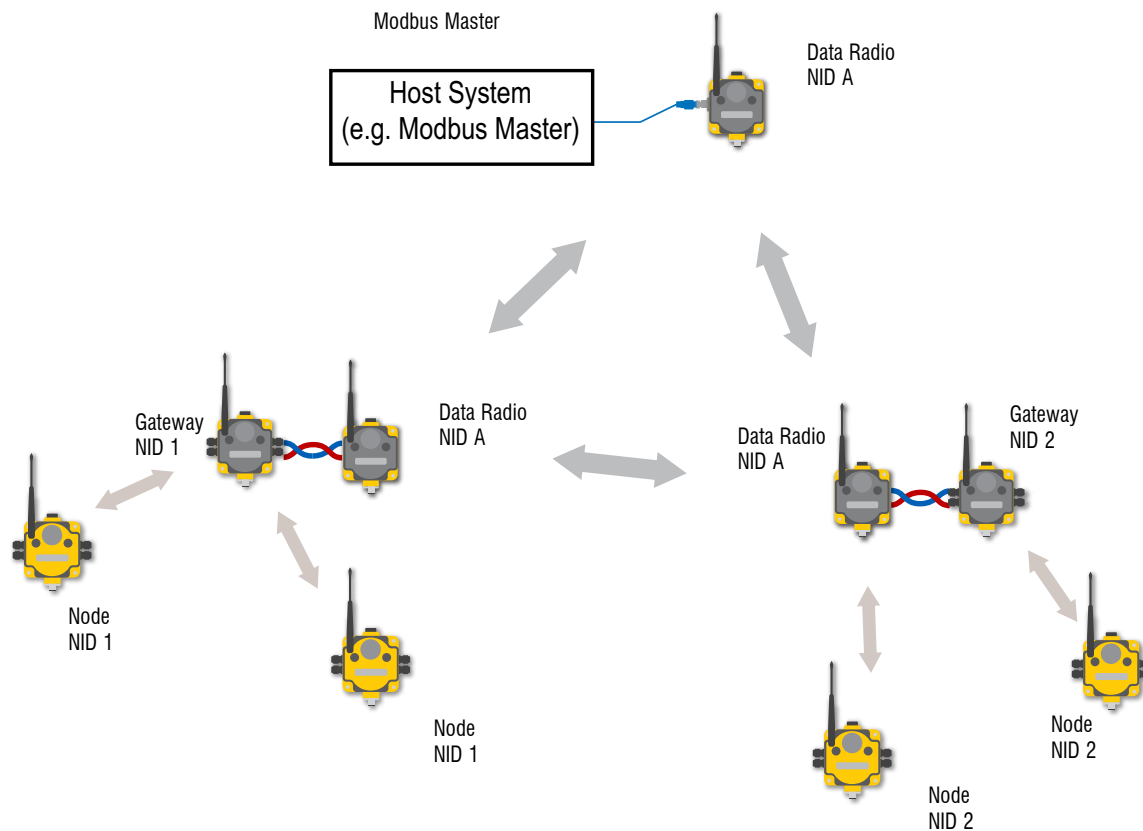 Modbus Master
Host System
(e.g. Modbus Master)
Data Radio
NID A
Gateway
NID 1
Data Radio
NID A
Data Radio
NID A
Gateway
NID 2
Node
NID 1
Node
NID 1
Node
NID 2
Node
NID 2